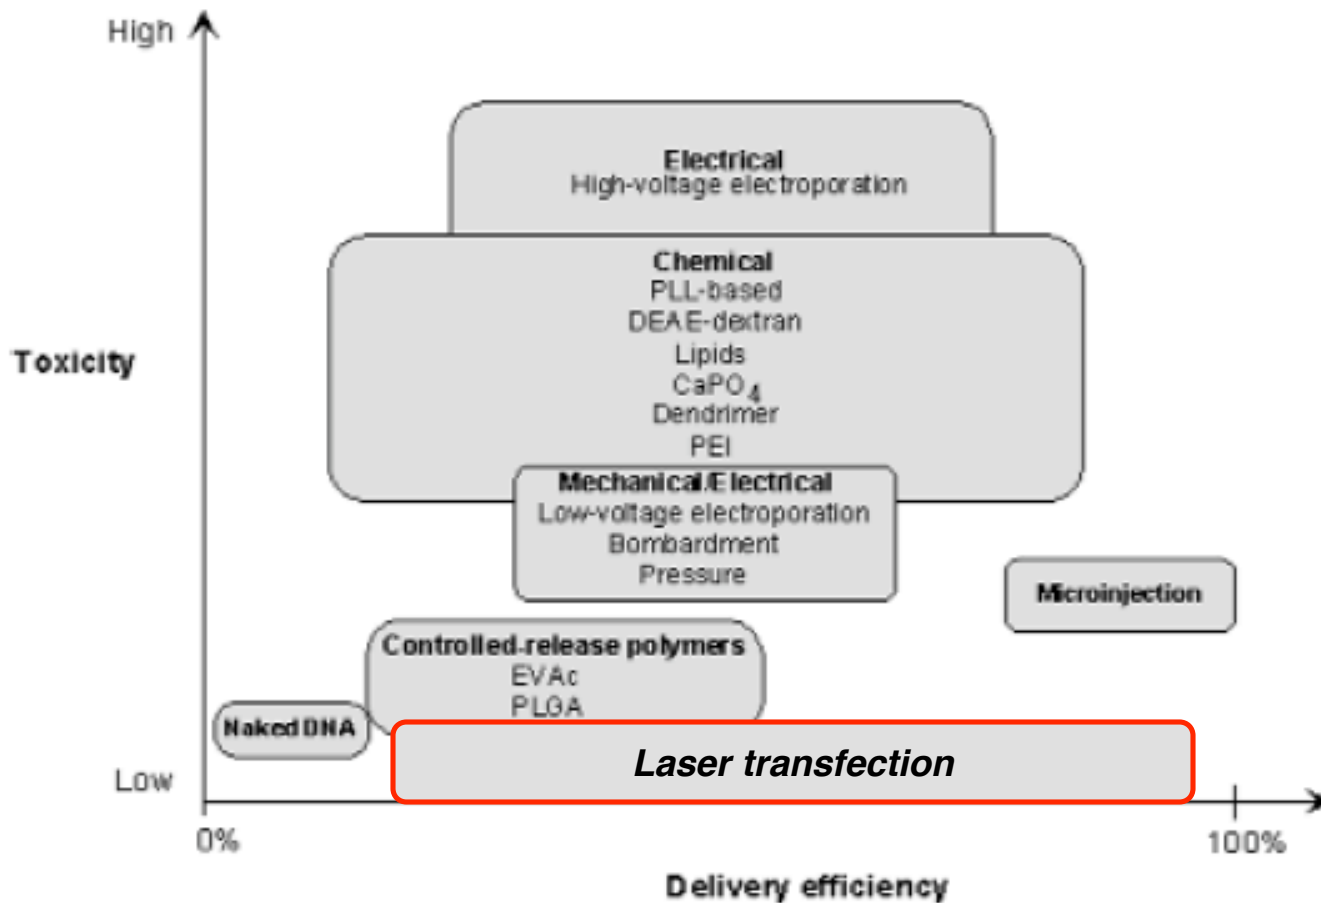 High
Electrical
High-voltage electroporation
Chemical
PLL-based
DEAE-dextran
Lipids
CaPO4
Dendrimer
PEI
Toxicity
Mechanical/Electrical
Low-voltage electroporation
Bombardment
Pressure
Microinjection
Controlled-release polymers
EVAc
PLGA
Naked DNA
Laser transfection
Low
0%
100%
Delivery efficiency